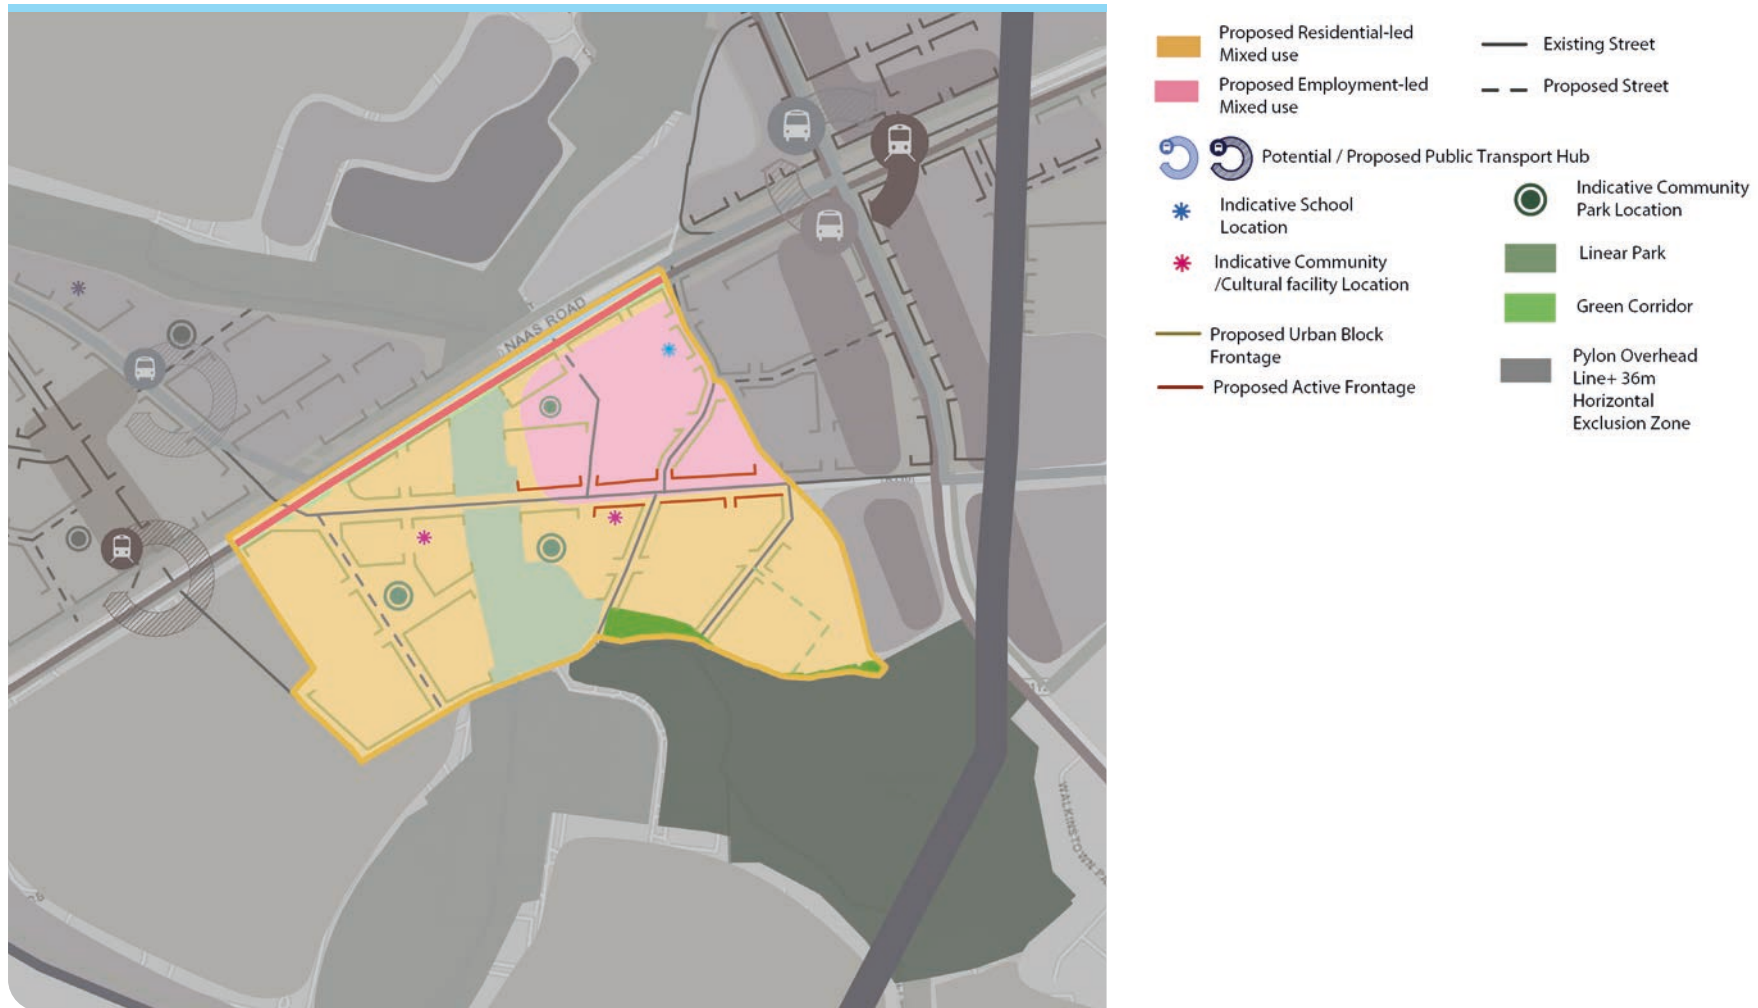 NAAS ROAD
WALKINSTOWN PA
Proposed Residential-led
Mixed use
Proposed Employment-led
Mixed use
Existing Street
Proposed Street
Potential / Proposed Public Transport Hub
Indicative School
Location
Indicative Community
/Cultural facility Location
Proposed Urban Block
Frontage
Proposed Active Frontage
Indicative Community
Park Location
Linear Park
Green Corridor
Pylon Overhead
Line+ 36m
Horizontal
Exclusion Zone